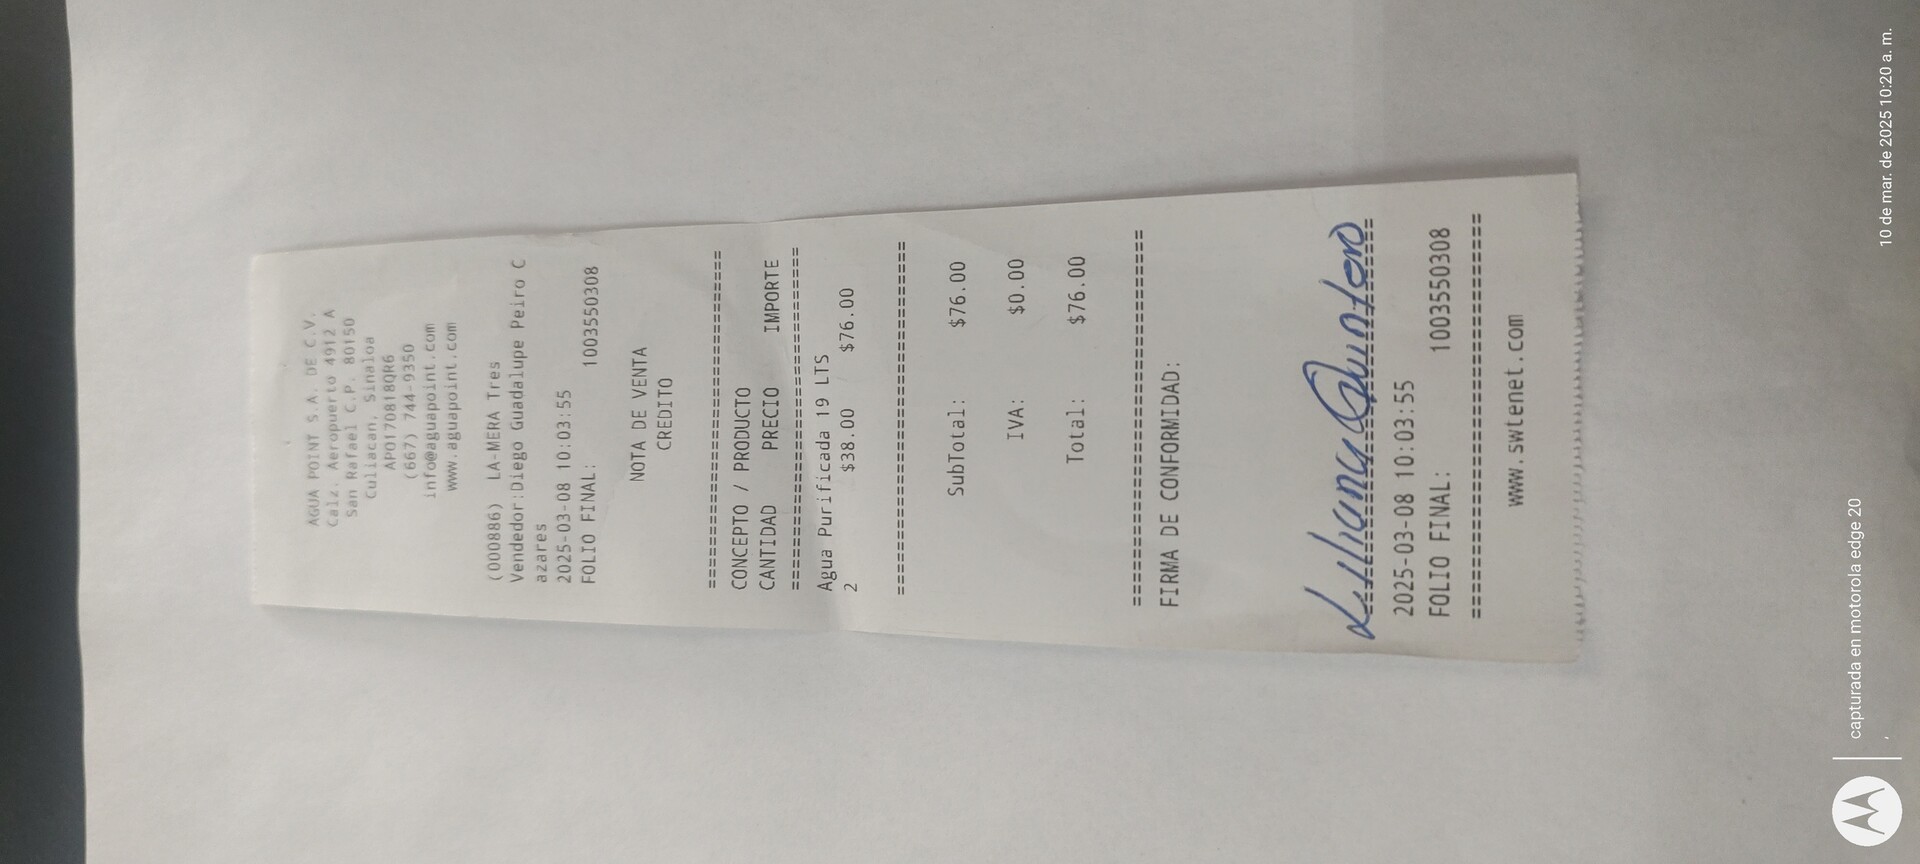 AGUA POINT S.A. DE C.V.
Calz. Aeropuerto 4912 A
San Rafael C.P. 80150
Culiacan, Sinaloa
APO170818QR6
(667) 744-9350
info@aguapoint.com
www.aguapoint.com
(000886) LA-MERA Tres
Vendedor:Diego Guadalupe Peiro C
azares
2025-03-08 10:03:55
FOLIO FINAL: 1003550308
NOTA DE VENTA
CREDITO
================================
CONCEPTO / PRODUCTO
CANTIDAD PRECIO IMPORTE
================================
Agua Purificada 19 LTS
2 $38.00 $76.00
================================
SubTotal: $76.00
IVA: $0.00
Total: $76.00
================================
FIRMA DE CONFORMIDAD:
Liliana Quintero
================================
2025-03-08 10:03:55
FOLIO FINAL: 1003550308
================================
www.swtenet.com
capturada en motorola edge 20
10 de mar. de 2025 10:20 a. m.